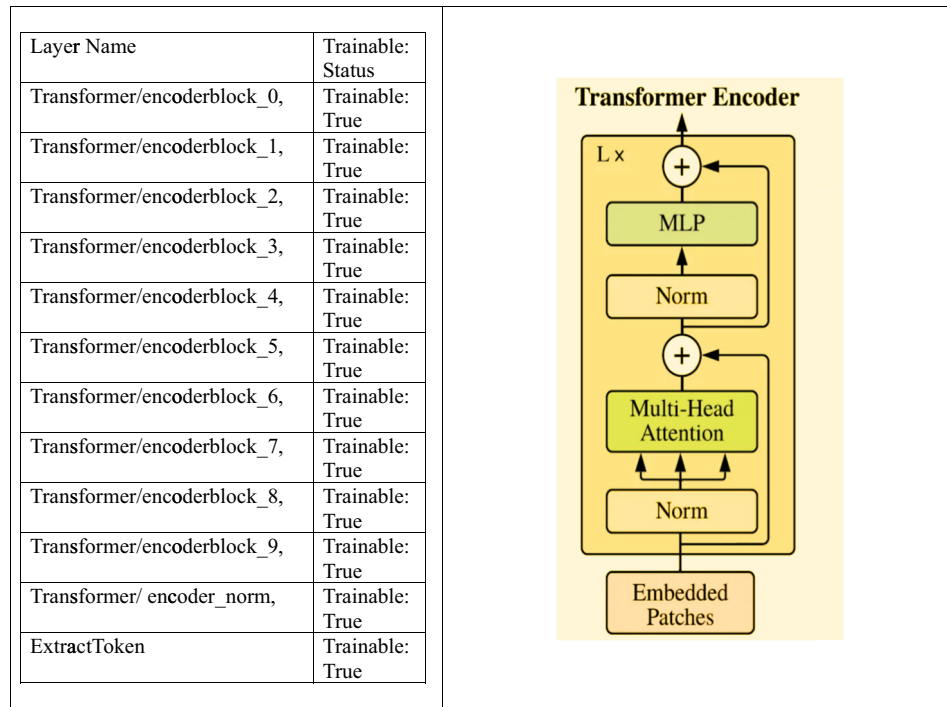 Layer Name
Trainable:
Status
Transformer/encoderblock_0,
Trainable:
True
Transformer/encoderblock_1,
Trainable:
True
Transformer/encoderblock_2,
Trainable:
True
Transformer/encoderblock_3,
Trainable:
True
Transformer/encoderblock_4,
Trainable:
True
Transformer/encoderblock_5,
Trainable:
True
Transformer/encoderblock_6,
Trainable:
True
Transformer/encoderblock_7,
Trainable:
True
Transformer/encoderblock_8,
Trainable:
True
Transformer/encoderblock_9,
Trainable:
True
Transformer/ encoder_norm,
Trainable:
True
ExtractToken
Trainable:
True
Transformer Encoder
L ×
+
MLP
Norm
+
Multi-Head
Attention
Norm
Embedded
Patches